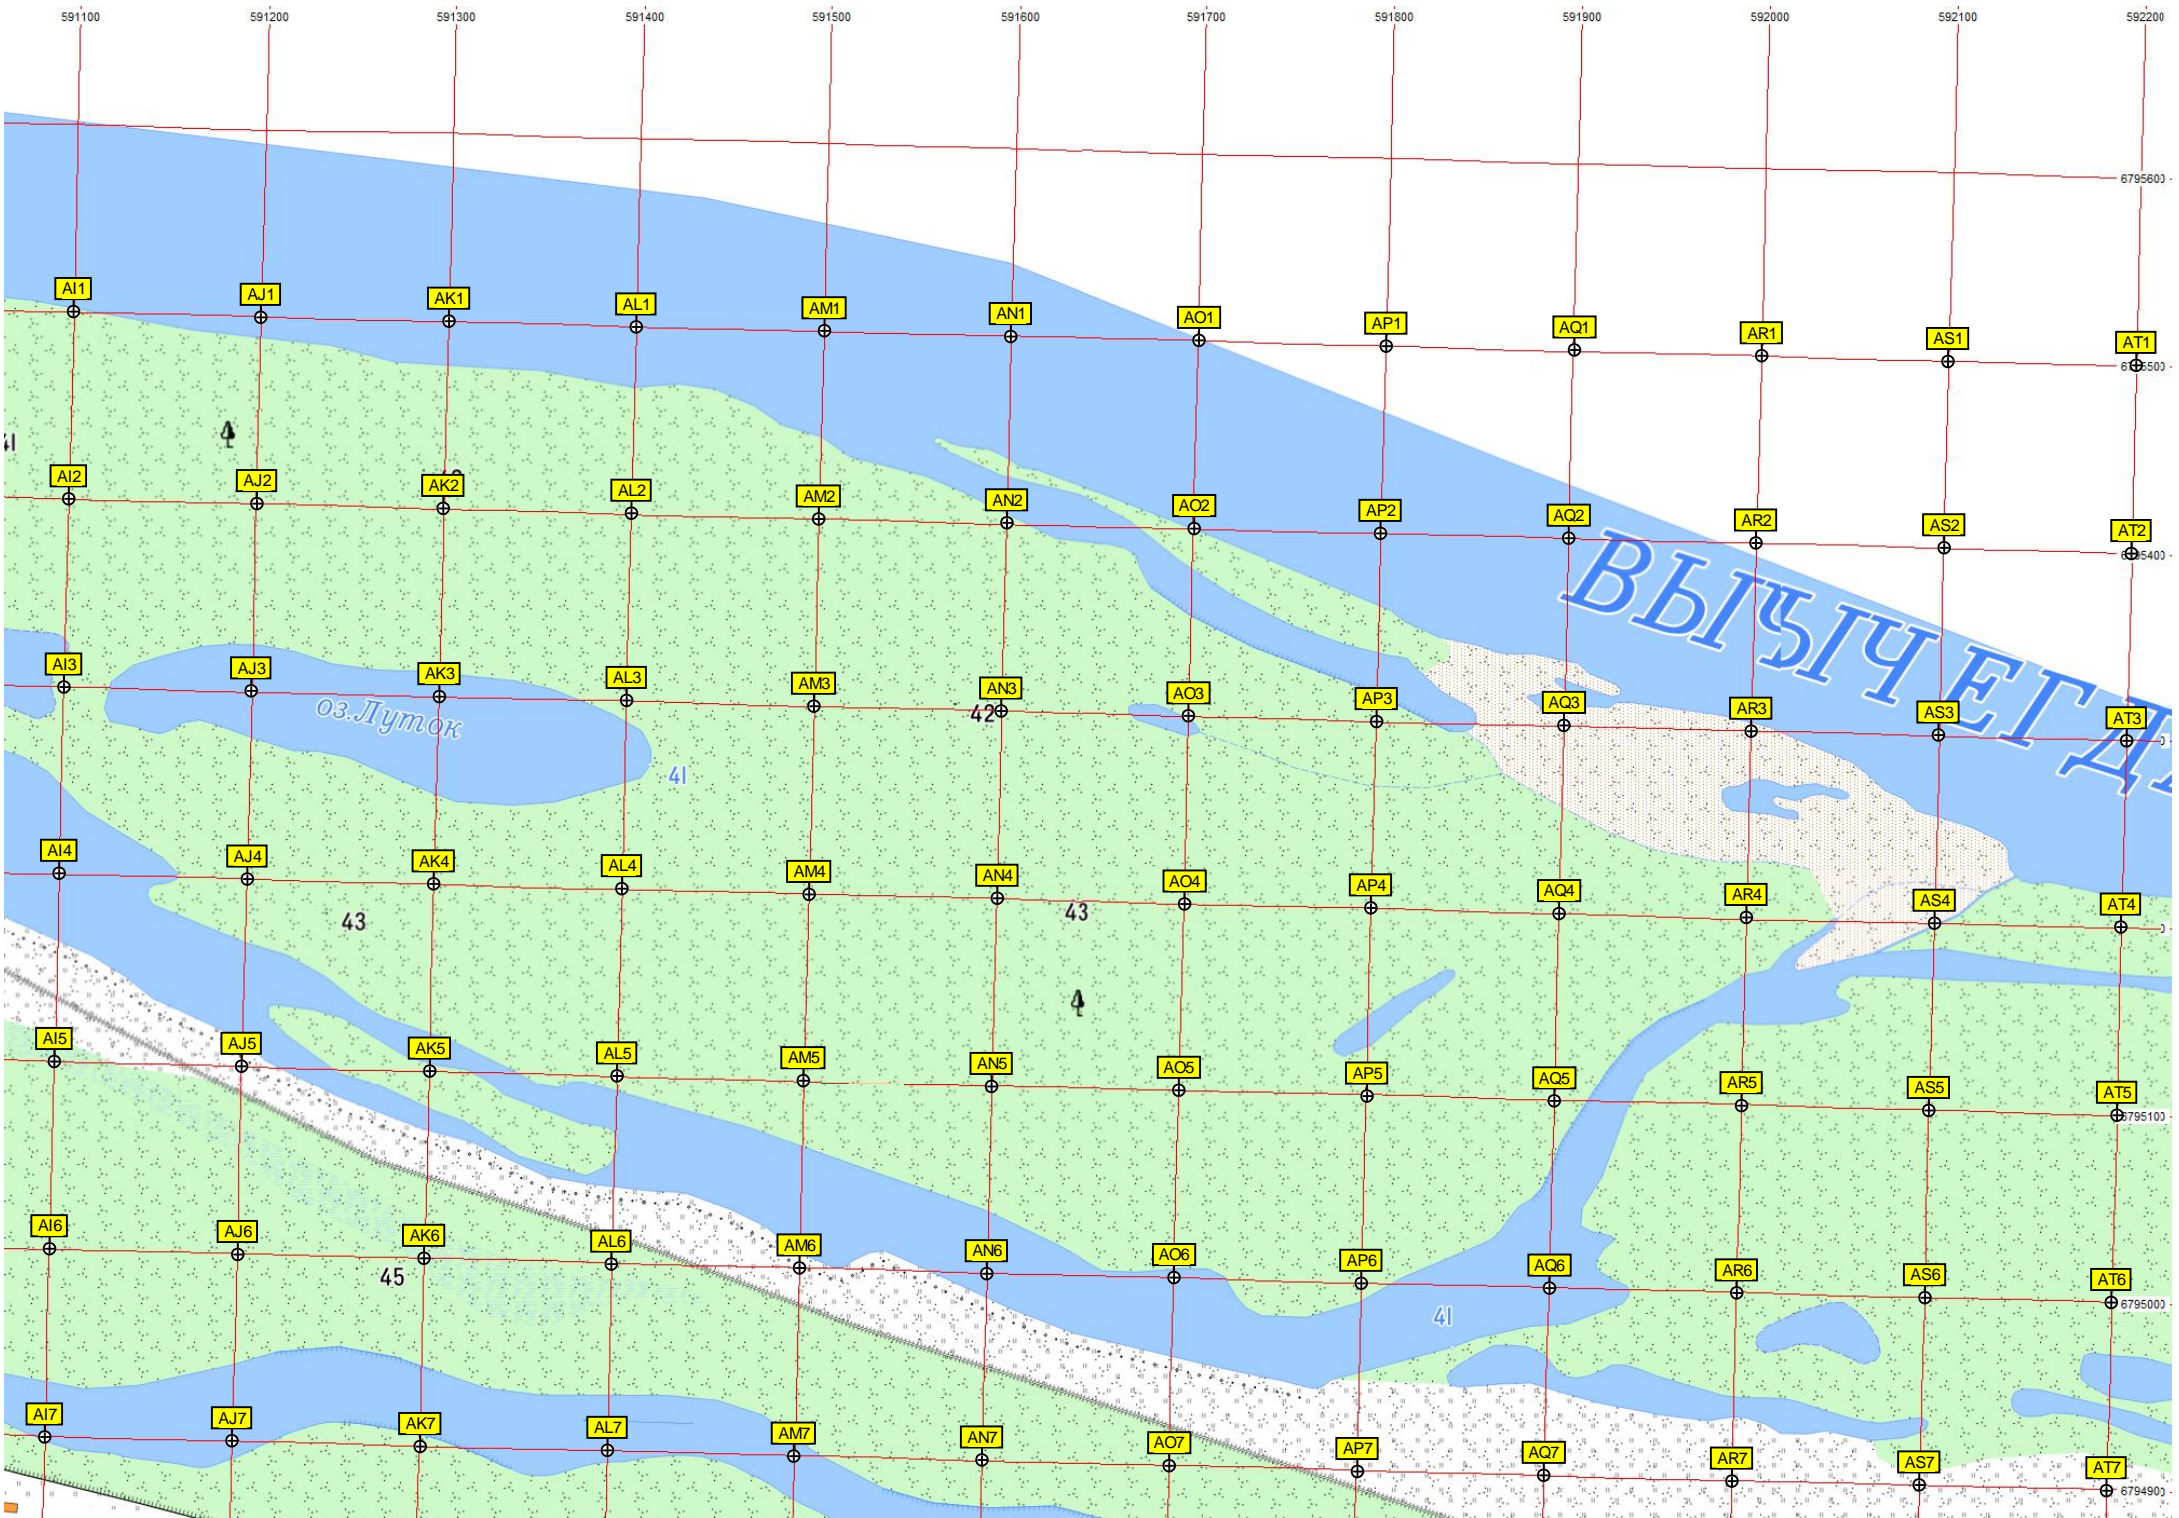 591100 591200 591300 591400 591500 591600 591700 591800 591900 592000 592100 592200
6795600
AI1 AJ1 AK1 AL1 AM1 AN1 AO1 AP1 AQ1 AR1 AS1 AT1
41
AI2 AJ2 AK2 AL2 AM2 AN2 AO2 AP2 AQ2 AR2 AS2 AT2
ВЫЧЕГДА
AI3 AJ3 AK3 AL3 AM3 AN3 AO3 AP3 AQ3 AR3 AS3 AT3
оз.Луток
42
41
AI4 AJ4 AK4 AL4 AM4 AN4 AO4 AP4 AQ4 AR4 AS4 AT4
43
43
AI5 AJ5 AK5 AL5 AM5 AN5 AO5 AP5 AQ5 AR5 AS5 AT5
6795100
AI6 AJ6 AK6 AL6 AM6 AN6 AO6 AP6 AQ6 AR6 AS6 AT6
6795000
45
41
AI7 AJ7 AK7 AL7 AM7 AN7 AO7 AP7 AQ7 AR7 AS7 AT7
6794900